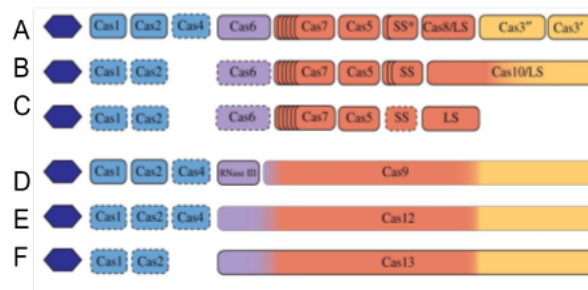 A Cas1 Cas2 Cas4 Cas6 Cas7 Cas5 SS* Cas8/LS Cas3″ Cas3′
B Cas1 Cas2 Cas6 Cas7 Cas5 SS Cas10/LS
C Cas1 Cas2 Cas6 Cas7 Cas5 SS LS
D Cas1 Cas2 Cas4 RNase III Cas9
E Cas1 Cas2 Cas4 Cas12
F Cas1 Cas2 Cas13